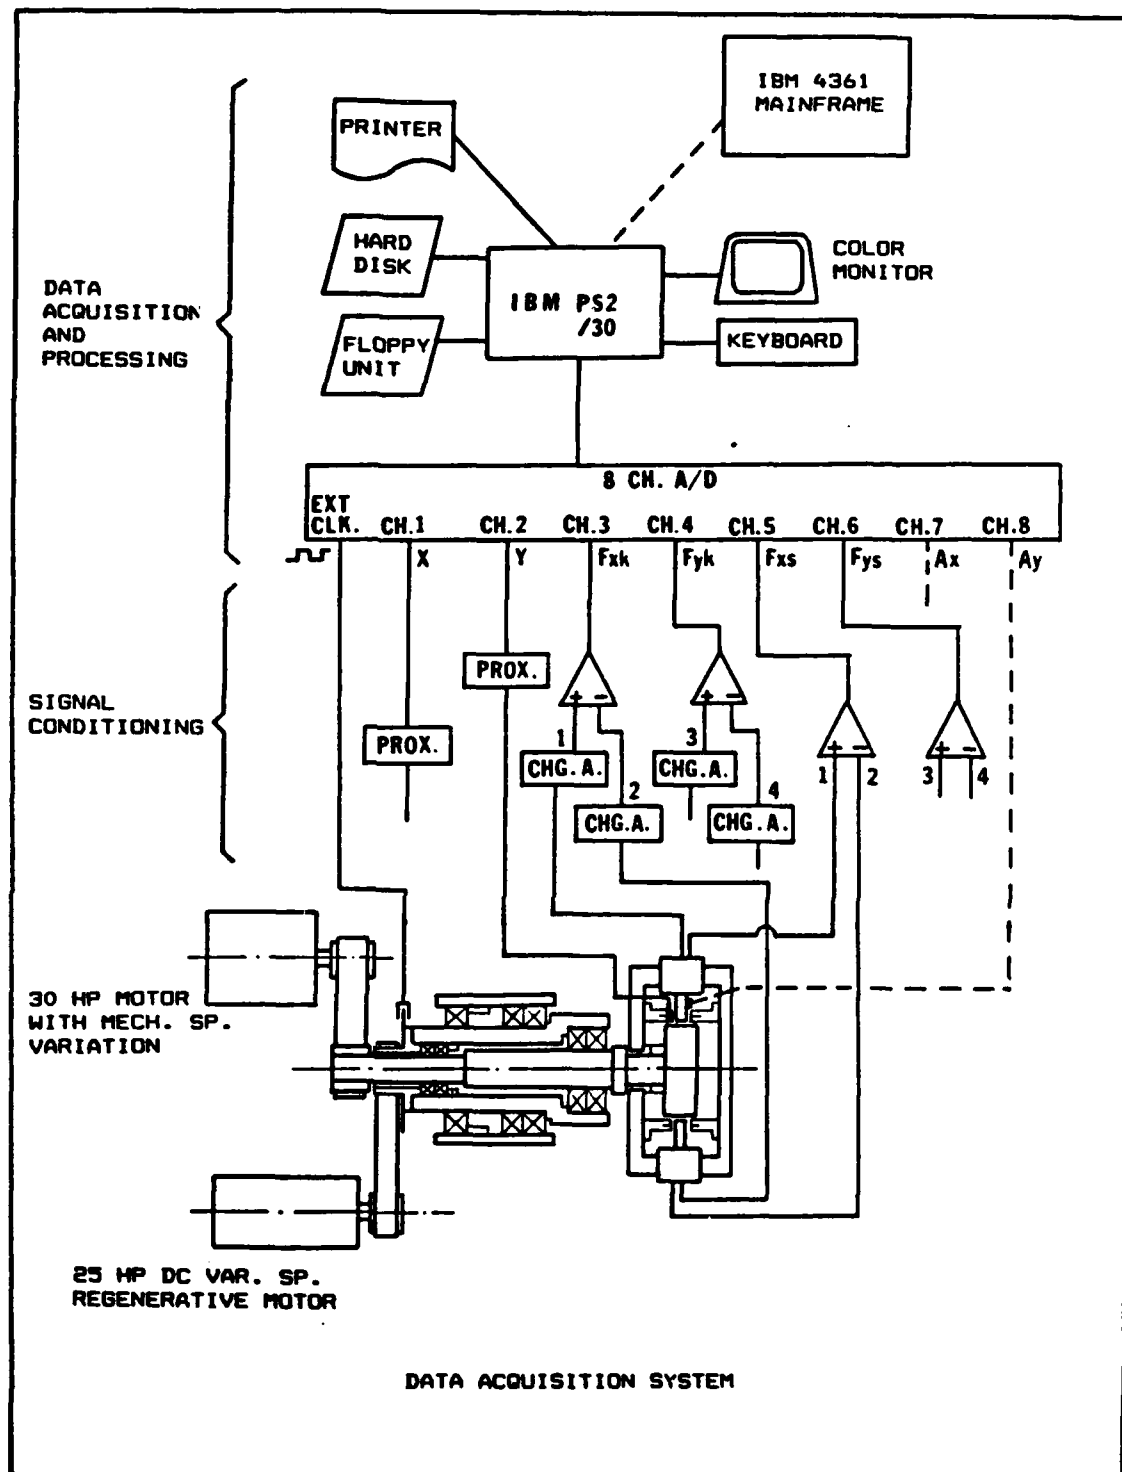 IBM 4361
MAINFRAME
PRINTER
HARD
DISK
COLOR
MONITOR
DATA
ACQUISITION
AND
PROCESSING
IBM PS2
/30
FLOPPY
UNIT
KEYBOARD
8 CH. A/D
EXT
CLK. CH.1 CH.2 CH.3 CH.4 CH.5 CH.6 CH.7 CH.8
X Y Fxk Fyk Fxs Fys Ax Ay
SIGNAL
CONDITIONING
PROX.
PROX.
+ -
+ -
+ -
+ -
1
3
1 2
3 4
CHG. A.
CHG. A.
2
4
CHG.A.
CHG.A.
30 HP MOTOR
WITH MECH. SP.
VARIATION
25 HP DC VAR. SP.
REGENERATIVE MOTOR
DATA ACQUISITION SYSTEM